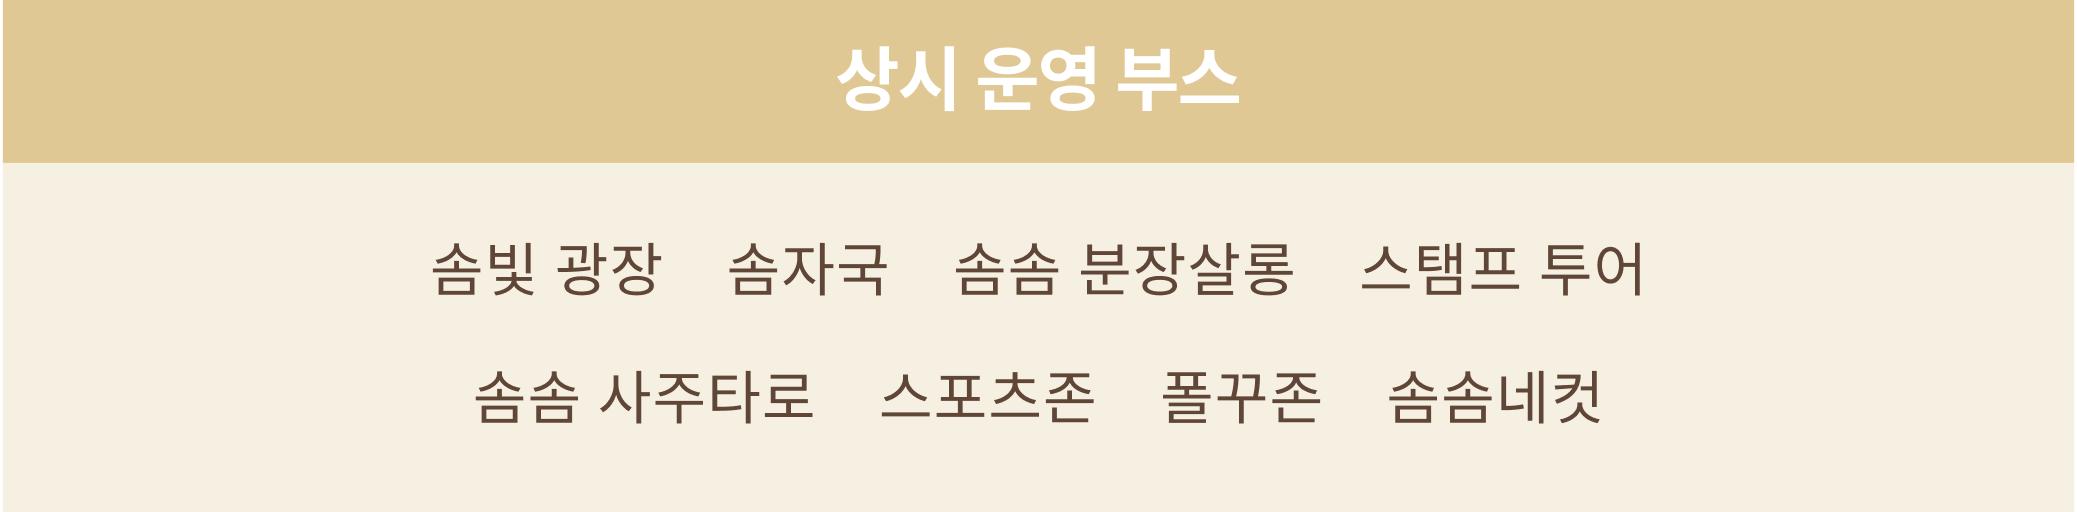 상시 운영 부스
솜빛 광장 솜자국 솜솜 분장살롱 스탬프 투어
솜솜 사주타로 스포츠존 폴꾸존 솜솜네컷